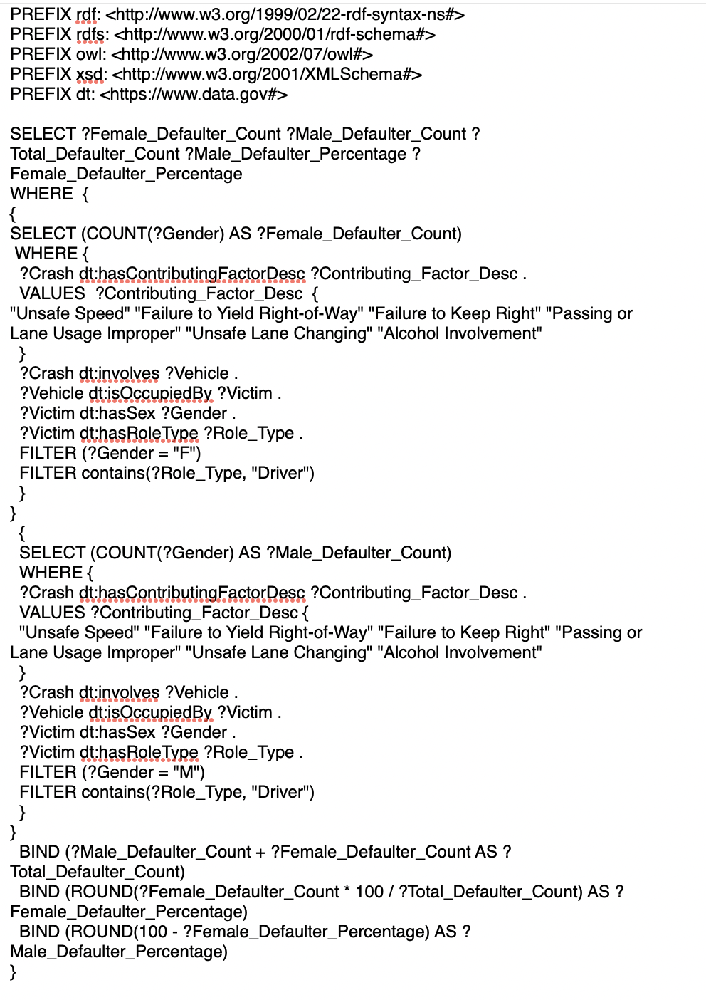 PREFIX rdf: <http://www.w3.org/1999/02/22-rdf-syntax-ns#>
PREFIX rdfs: <http://www.w3.org/2000/01/rdf-schema#>
PREFIX owl: <http://www.w3.org/2002/07/owl#>
PREFIX xsd: <http://www.w3.org/2001/XMLSchema#>
PREFIX dt: <https://www.data.gov#>

SELECT ?Female_Defaulter_Count ?Male_Defaulter_Count ?
Total_Defaulter_Count ?Male_Defaulter_Percentage ?
Female_Defaulter_Percentage
WHERE  {
{
SELECT (COUNT(?Gender) AS ?Female_Defaulter_Count)
 WHERE {
  ?Crash dt:hasContributingFactorDesc ?Contributing_Factor_Desc .
  VALUES  ?Contributing_Factor_Desc  {
"Unsafe Speed" "Failure to Yield Right-of-Way" "Failure to Keep Right" "Passing or
Lane Usage Improper" "Unsafe Lane Changing" "Alcohol Involvement"
  }
  ?Crash dt:involves ?Vehicle .
  ?Vehicle dt:isOccupiedBy ?Victim .
  ?Victim dt:hasSex ?Gender .
  ?Victim dt:hasRoleType ?Role_Type .
  FILTER (?Gender = "F")
  FILTER contains(?Role_Type, "Driver")
  }
}
  {
  SELECT (COUNT(?Gender) AS ?Male_Defaulter_Count)
  WHERE {
  ?Crash dt:hasContributingFactorDesc ?Contributing_Factor_Desc .
  VALUES ?Contributing_Factor_Desc {
  "Unsafe Speed" "Failure to Yield Right-of-Way" "Failure to Keep Right" "Passing or
Lane Usage Improper" "Unsafe Lane Changing" "Alcohol Involvement"
  }
  ?Crash dt:involves ?Vehicle .
  ?Vehicle dt:isOccupiedBy ?Victim .
  ?Victim dt:hasSex ?Gender .
  ?Victim dt:hasRoleType ?Role_Type .
  FILTER (?Gender = "M")
  FILTER contains(?Role_Type, "Driver")
  }
}
  BIND (?Male_Defaulter_Count + ?Female_Defaulter_Count AS ?
Total_Defaulter_Count)
  BIND (ROUND(?Female_Defaulter_Count * 100 / ?Total_Defaulter_Count) AS ?
Female_Defaulter_Percentage)
  BIND (ROUND(100 - ?Female_Defaulter_Percentage) AS ?
Male_Defaulter_Percentage)
}